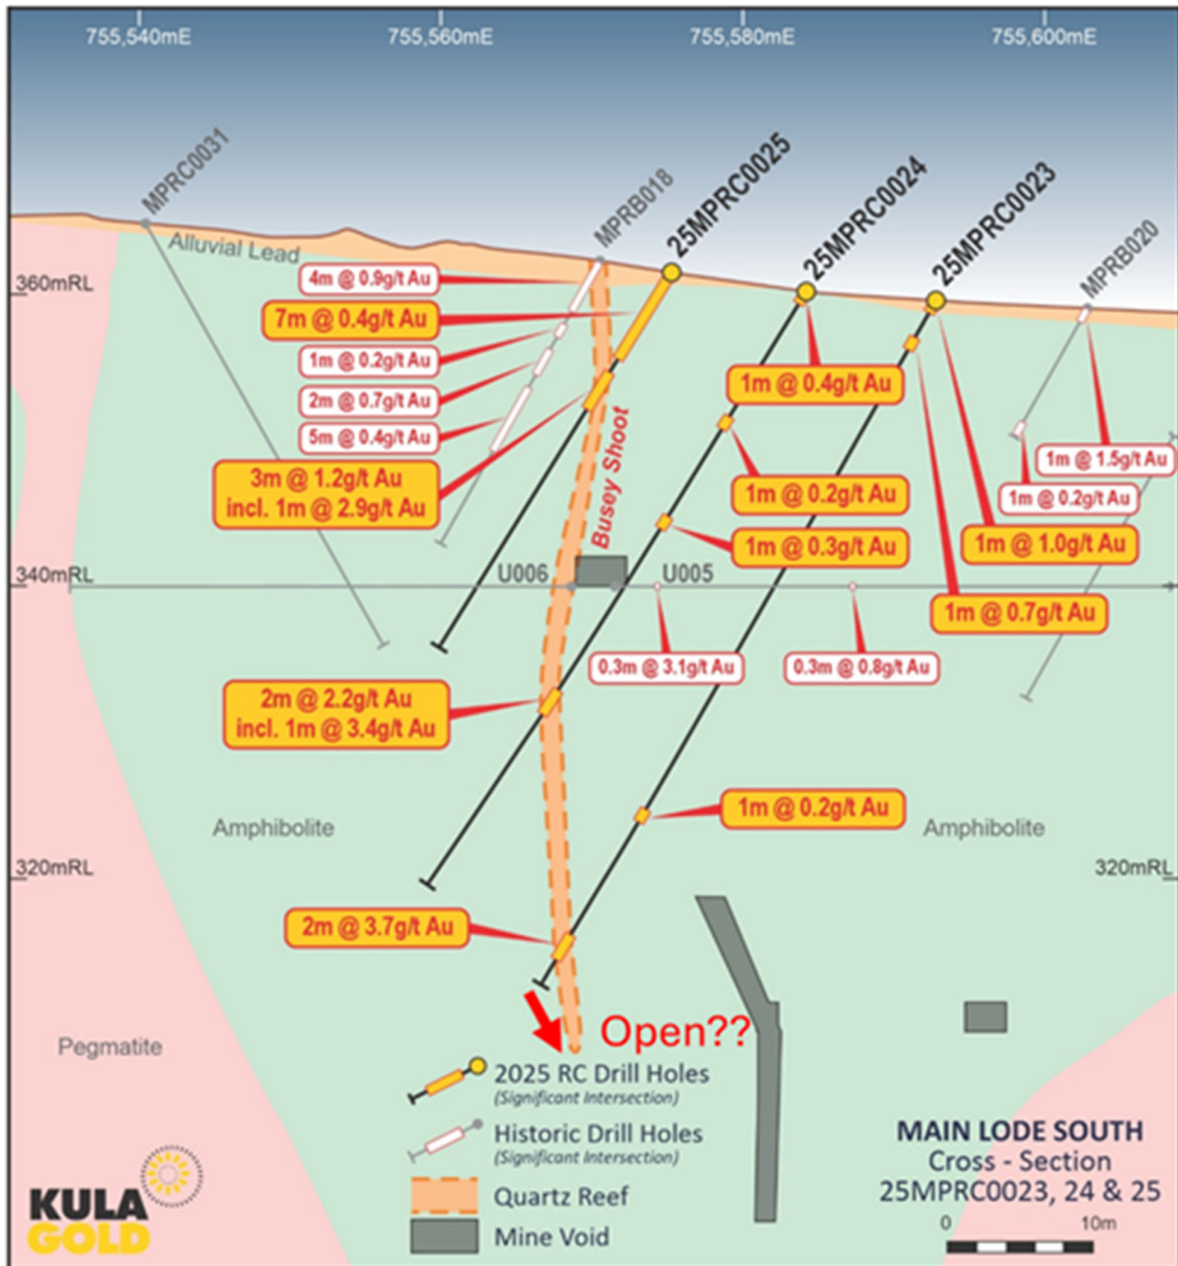 755,540mE
755,560mE
755,580mE
755,600mE
MPRC0031
MPRB018
25MPRC0025
25MPRC0024
25MPRC0023
MPRB020
Alluvial Lead
360mRL
4m @ 0.9g/t Au
7m @ 0.4g/t Au
1m @ 0.2g/t Au
2m @ 0.7g/t Au
5m @ 0.4g/t Au
3m @ 1.2g/t Au
incl. 1m @ 2.9g/t Au
Busey Shoot
1m @ 0.4g/t Au
1m @ 0.2g/t Au
1m @ 0.3g/t Au
1m @ 1.5g/t Au
1m @ 0.2g/t Au
1m @ 1.0g/t Au
1m @ 0.7g/t Au
340mRL
U006
U005
0.3m @ 3.1g/t Au
0.3m @ 0.8g/t Au
2m @ 2.2g/t Au
incl. 1m @ 3.4g/t Au
1m @ 0.2g/t Au
Amphibolite
Amphibolite
320mRL
320mRL
2m @ 3.7g/t Au
Open??
Pegmatite
2025 RC Drill Holes
(Significant Intersection)
Historic Drill Holes
(Significant Intersection)
Quartz Reef
Mine Void
MAIN LODE SOUTH
Cross - Section
25MPRC0023, 24 & 25
0 10m
KULA
GOLD